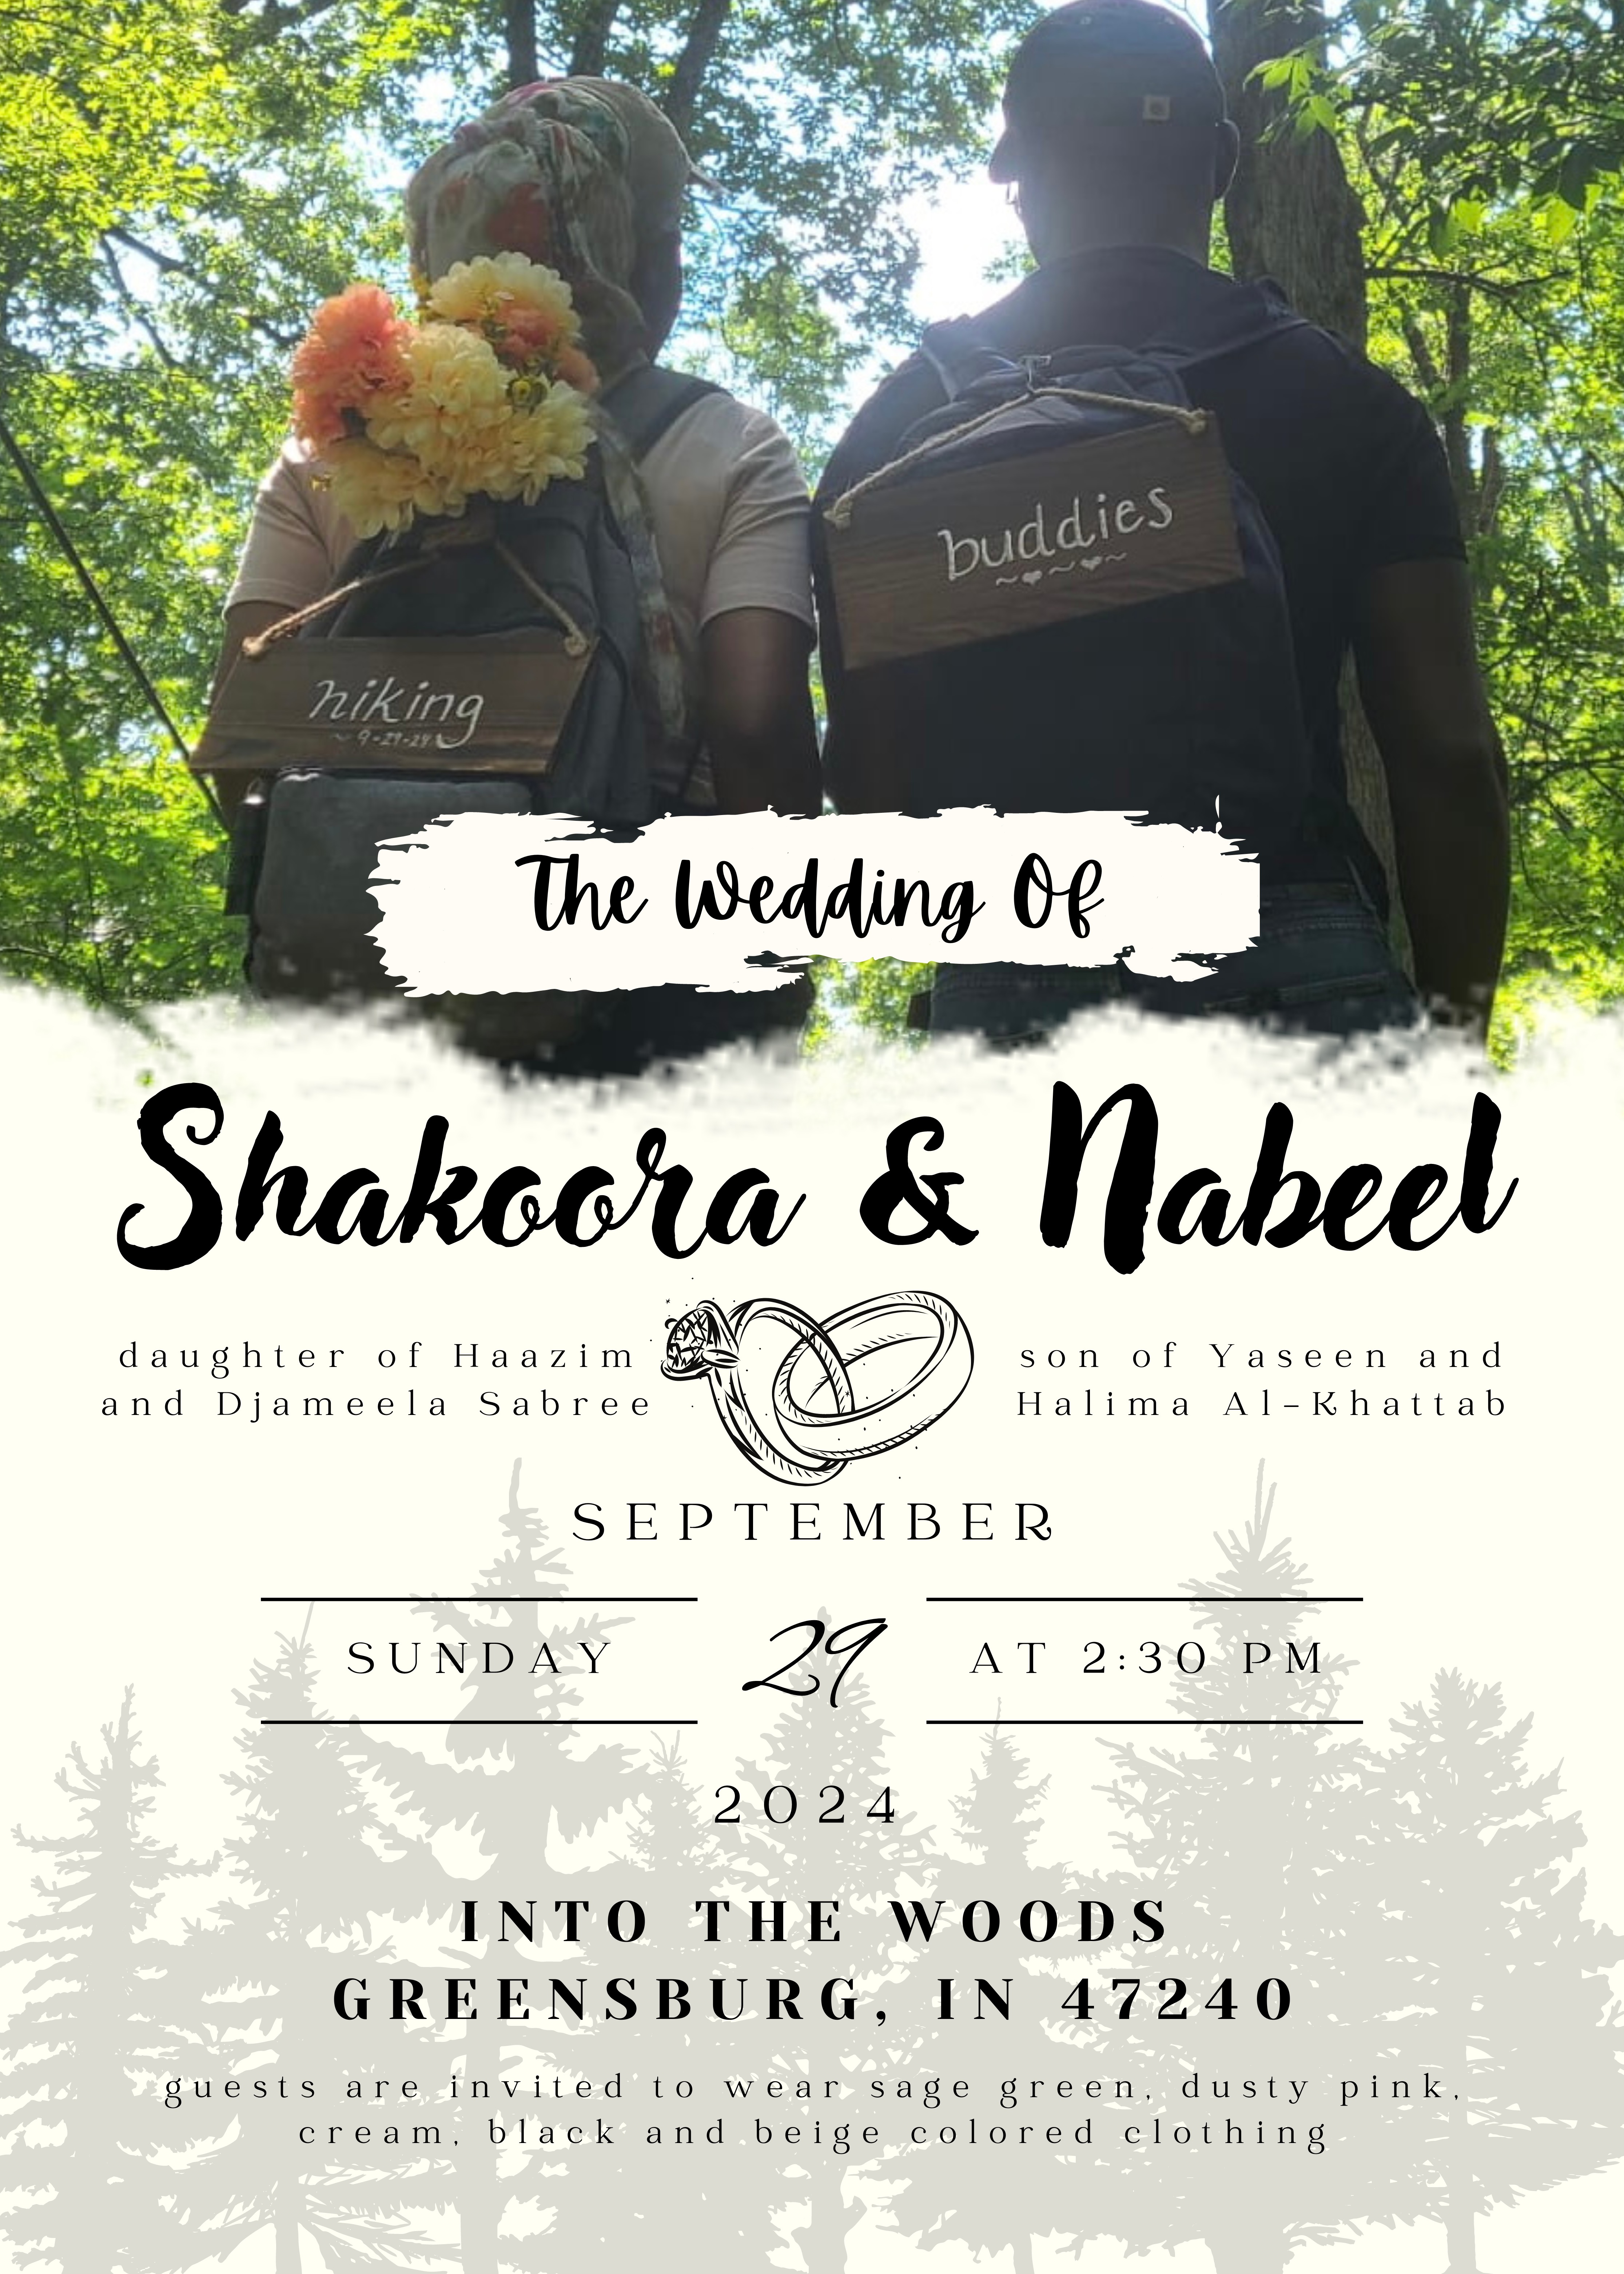 hiking
~ 9-29-24 ~
buddies
The Wedding Of
Shakoora & Nabeel
daughter of Haazim
and Djameela Sabree
son of Yaseen and
Halima Al-Khattab
SEPTEMBER
SUNDAY
29
AT 2:30 PM
2024
INTO THE WOODS
GREENSBURG, IN 47240
guests are invited to wear sage green, dusty pink,
cream, black and beige colored clothing